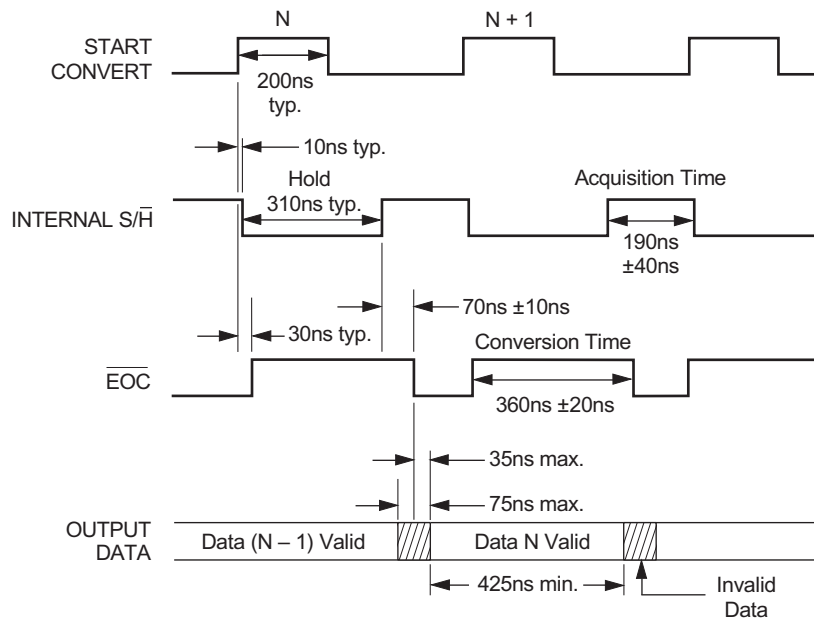 N
N + 1
START
CONVERT
200ns
typ.
10ns typ.
Hold
310ns typ.
Acquisition Time
INTERNAL S/H̅
190ns
±40ns
70ns ±10ns
30ns typ.
Conversion Time
E̅O̅C̅
360ns ±20ns
35ns max.
75ns max.
OUTPUT
DATA
Data (N – 1) Valid
Data N Valid
425ns min.
Invalid
Data